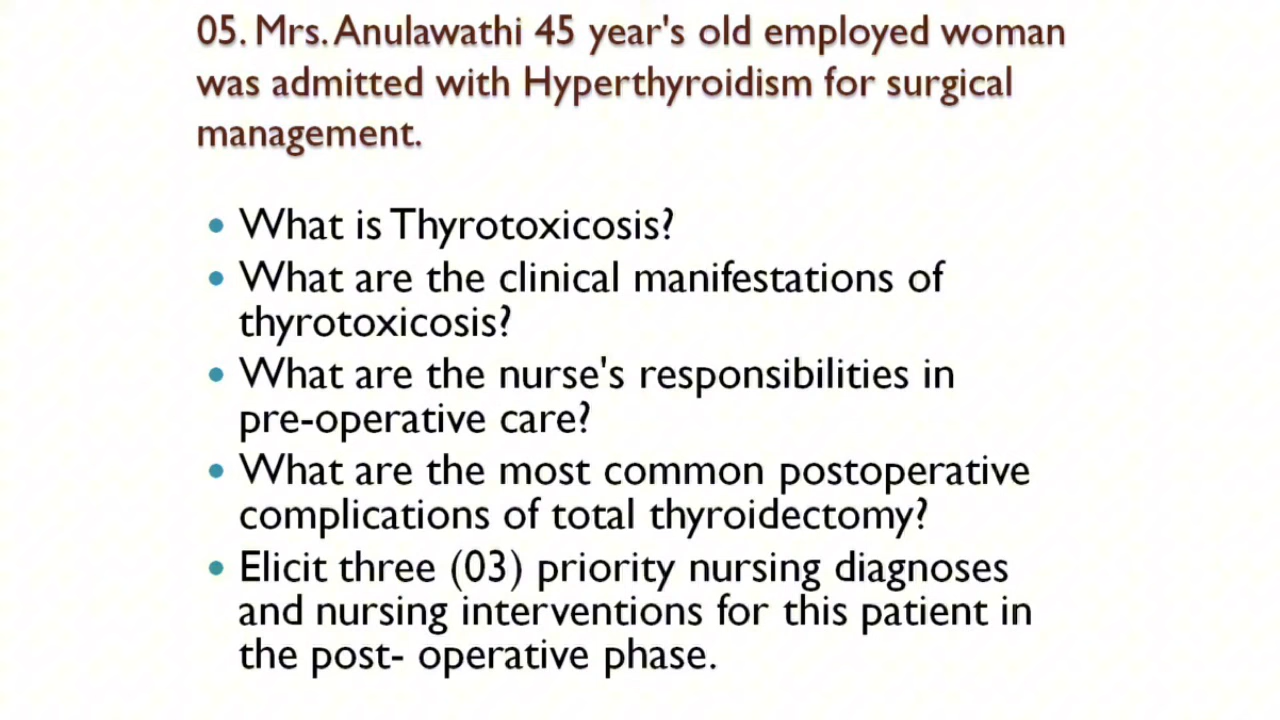 05. Mrs. Anulawathi 45 year's old employed woman
was admitted with Hyperthyroidism for surgical
management.
• What is Thyrotoxicosis?
• What are the clinical manifestations of
thyrotoxicosis?
• What are the nurse's responsibilities in
pre-operative care?
• What are the most common postoperative
complications of total thyroidectomy?
• Elicit three (03) priority nursing diagnoses
and nursing interventions for this patient in
the post- operative phase.